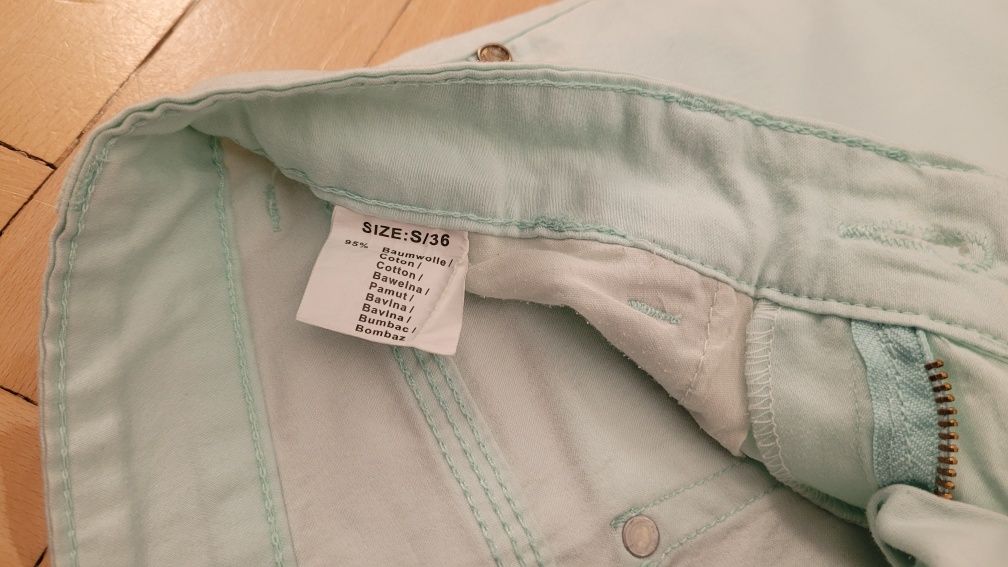 SIZE:S/36
95% Baumwolle/
Coton/
Cotton/
Bawełna/
Pamut/
Bavlna/
Bavlna/
Bumbac/
Bombaz